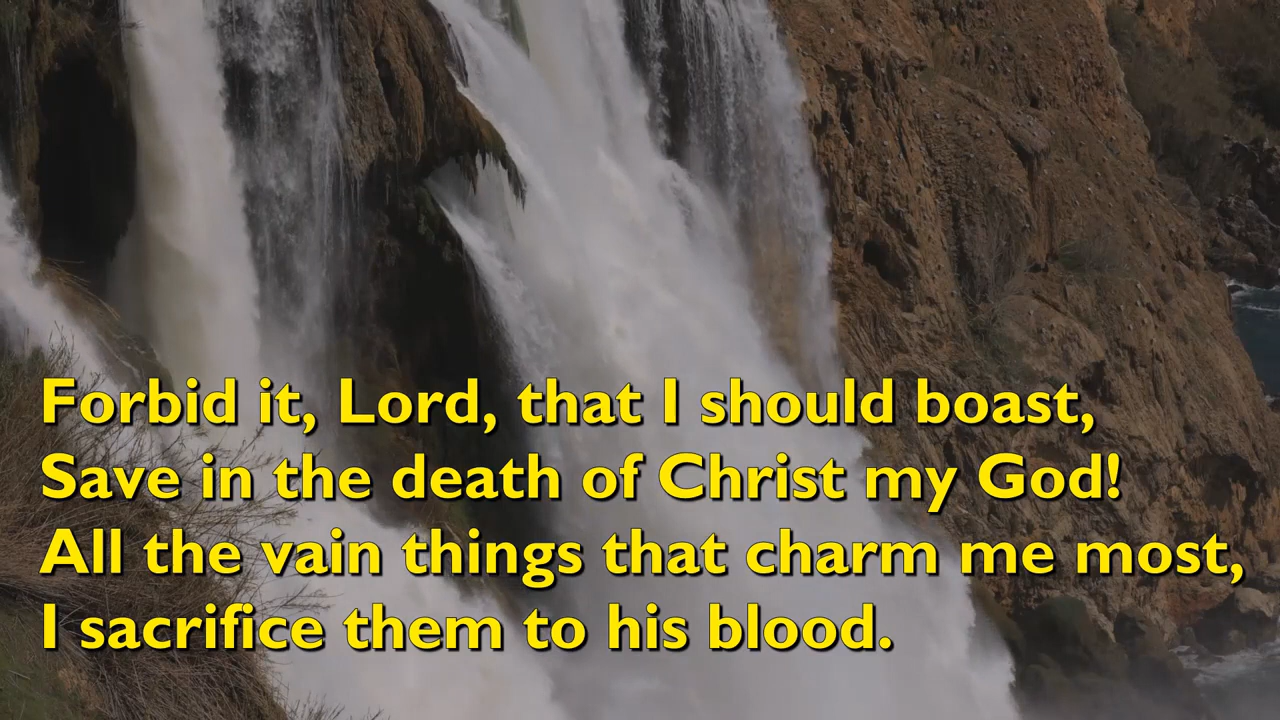 Forbid it, Lord, that I should boast,
Save in the death of Christ my God!
All the vain things that charm me most,
I sacrifice them to his blood.